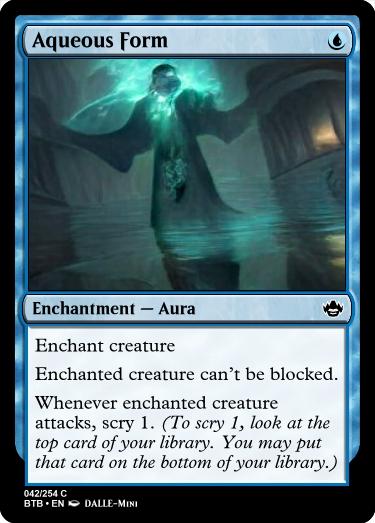 Aqueous Form
Enchantment — Aura
Enchant creature
Enchanted creature can't be blocked.
Whenever enchanted creature
attacks, scry 1. (To scry 1, look at the
top card of your library. You may put
that card on the bottom of your library.)
042/254 C
BTB • EN DALLE-Mini